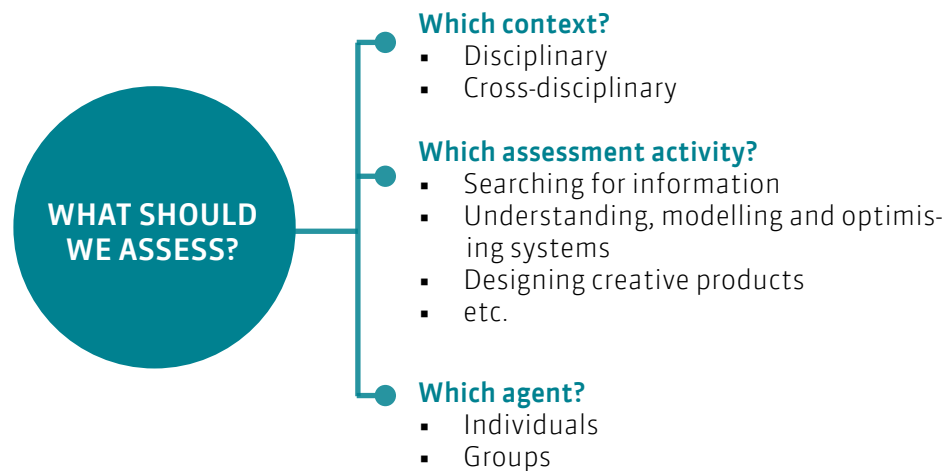 Which context?
▪ Disciplinary
▪ Cross-disciplinary
Which assessment activity?
▪ Searching for information
▪ Understanding, modelling and optimis-
ing systems
▪ Designing creative products
▪ etc.
WHAT SHOULD
WE ASSESS?
Which agent?
▪ Individuals
▪ Groups